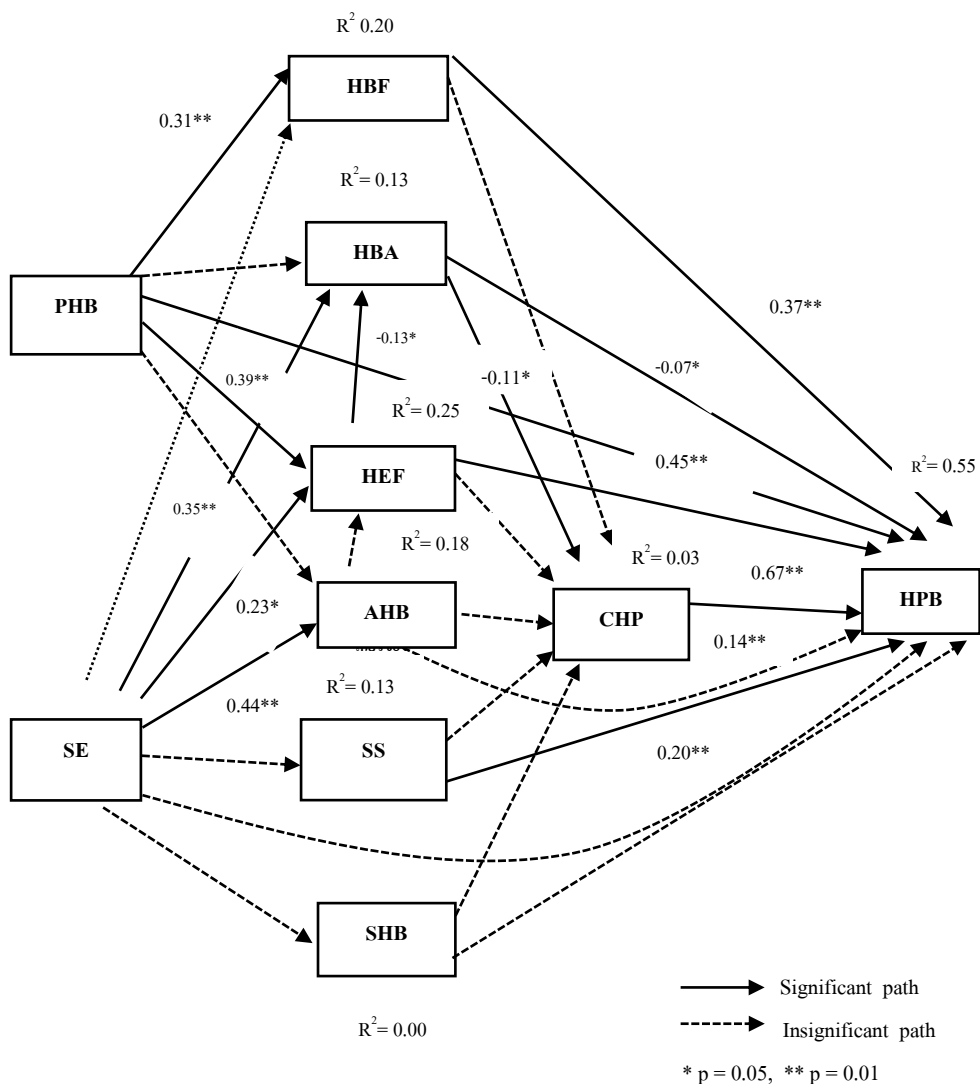 R² 0.20
HBF
0.31**
R²= 0.13
HBA
PHB
0.37**
-0.13*
-0.07*
0.39**
-0.11*
R²= 0.25
0.45**
R²= 0.55
HEF
0.35**
R²= 0.18
R²= 0.03
0.67**
HPB
0.23*
AHB
CHP
0.14**
R²= 0.13
0.44**
SE
SS
0.20**
SHB
Significant path
R²= 0.00
Insignificant path
* p = 0.05, ** p = 0.01